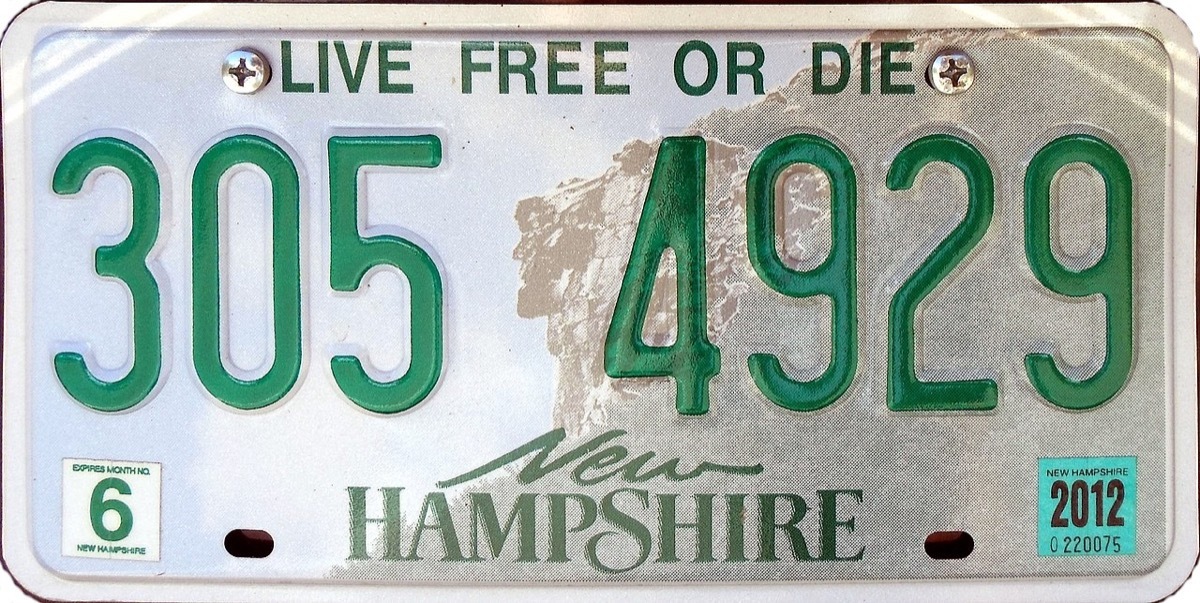 LIVE FREE OR DIE
305 4929
New
HAMPSHIRE
EXPIRES MONTH NO.
6
NEW HAMPSHIRE
NEW HAMPSHIRE
2012
0 220075